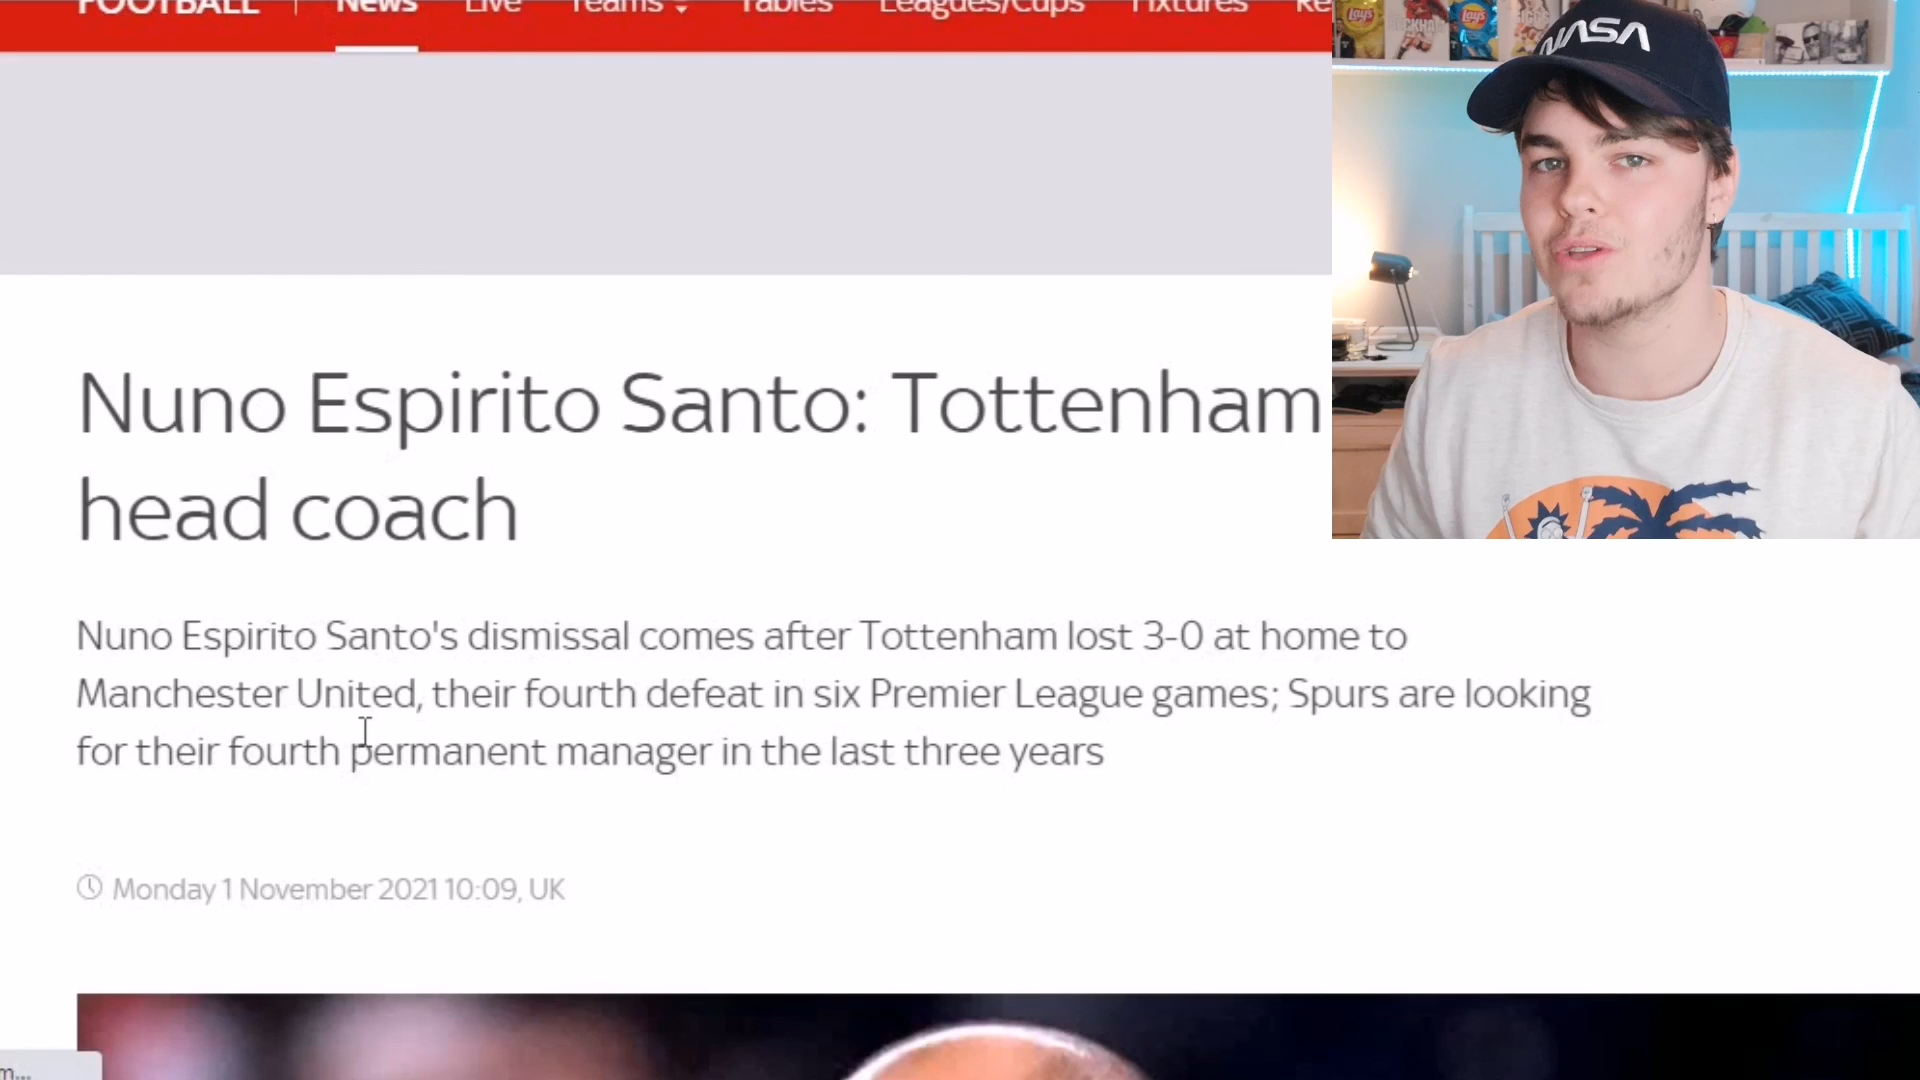 FOOTBALL News Live Teams Tables Leagues/Cups Fixtures Re
NASA
Lay's
Lay's
Nuno Espirito Santo: Tottenham
head coach
Nuno Espirito Santo's dismissal comes after Tottenham lost 3-0 at home to
Manchester United, their fourth defeat in six Premier League games; Spurs are looking
for their fourth permanent manager in the last three years
Monday 1 November 2021 10:09, UK
m...